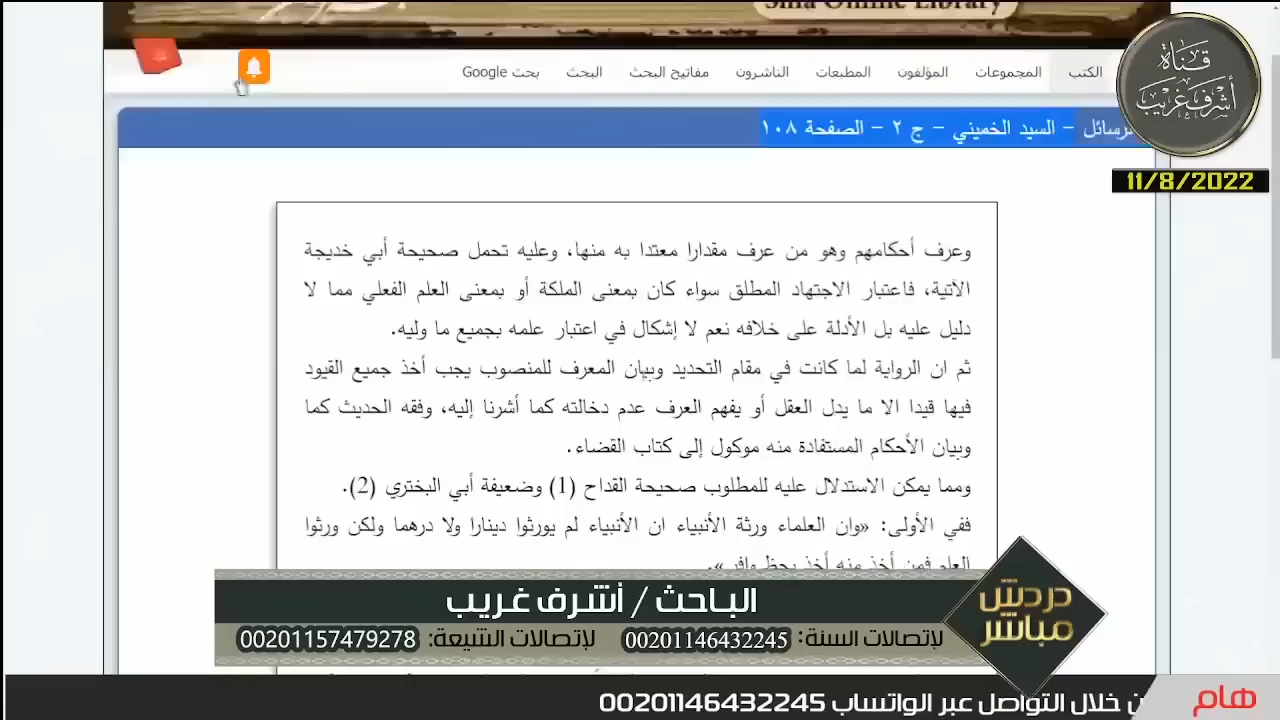 Shia Online Library
الكتب المجموعات المؤلفون المطبعات الناشرون مفاتيح البحث البحث بحث Google
قناة
أشرف غريب
الرسائل - السيد الخميني - ج ٢ - الصفحة ١٠٨
11/8/2022
وعرف أحكامهم وهو من عرف مقدارا معتدا به منها، وعليه تحمل صحيحة أبي خديجة
الآتية، فاعتبار الاجتهاد المطلق سواء كان بمعنى الملكة أو بمعنى العلم الفعلي مما لا
دليل عليه بل الأدلة على خلافه نعم لا إشكال في اعتبار علمه بجميع ما وليه.
ثم ان الرواية لما كانت في مقام التحديد وبيان المعرف للمنصوب يجب أخذ جميع القيود
فيها قيدا الا ما يدل العقل أو يفهم العرف عدم دخالته كما أشرنا إليه، وفقه الحديث كما
وبيان الأحكام المستفادة منه موكول إلى كتاب القضاء.
ومما يمكن الاستدلال عليه للمطلوب صحيحة القداح (1) وضعيفة أبي البختري (2).
ففي الأولى: «وان العلماء ورثة الأنبياء ان الأنبياء لم يورثوا دينارا ولا درهما ولكن ورثوا
العلم فمن أخذ منه أخذ بحظ وافر».
الباحث / أشرف غريب
دردش
مباشر
لإتصالات السنة: 00201146432245 لإتصالات الشيعة: 00201157479278
هام
من خلال التواصل عبر الواتساب 00201146432245